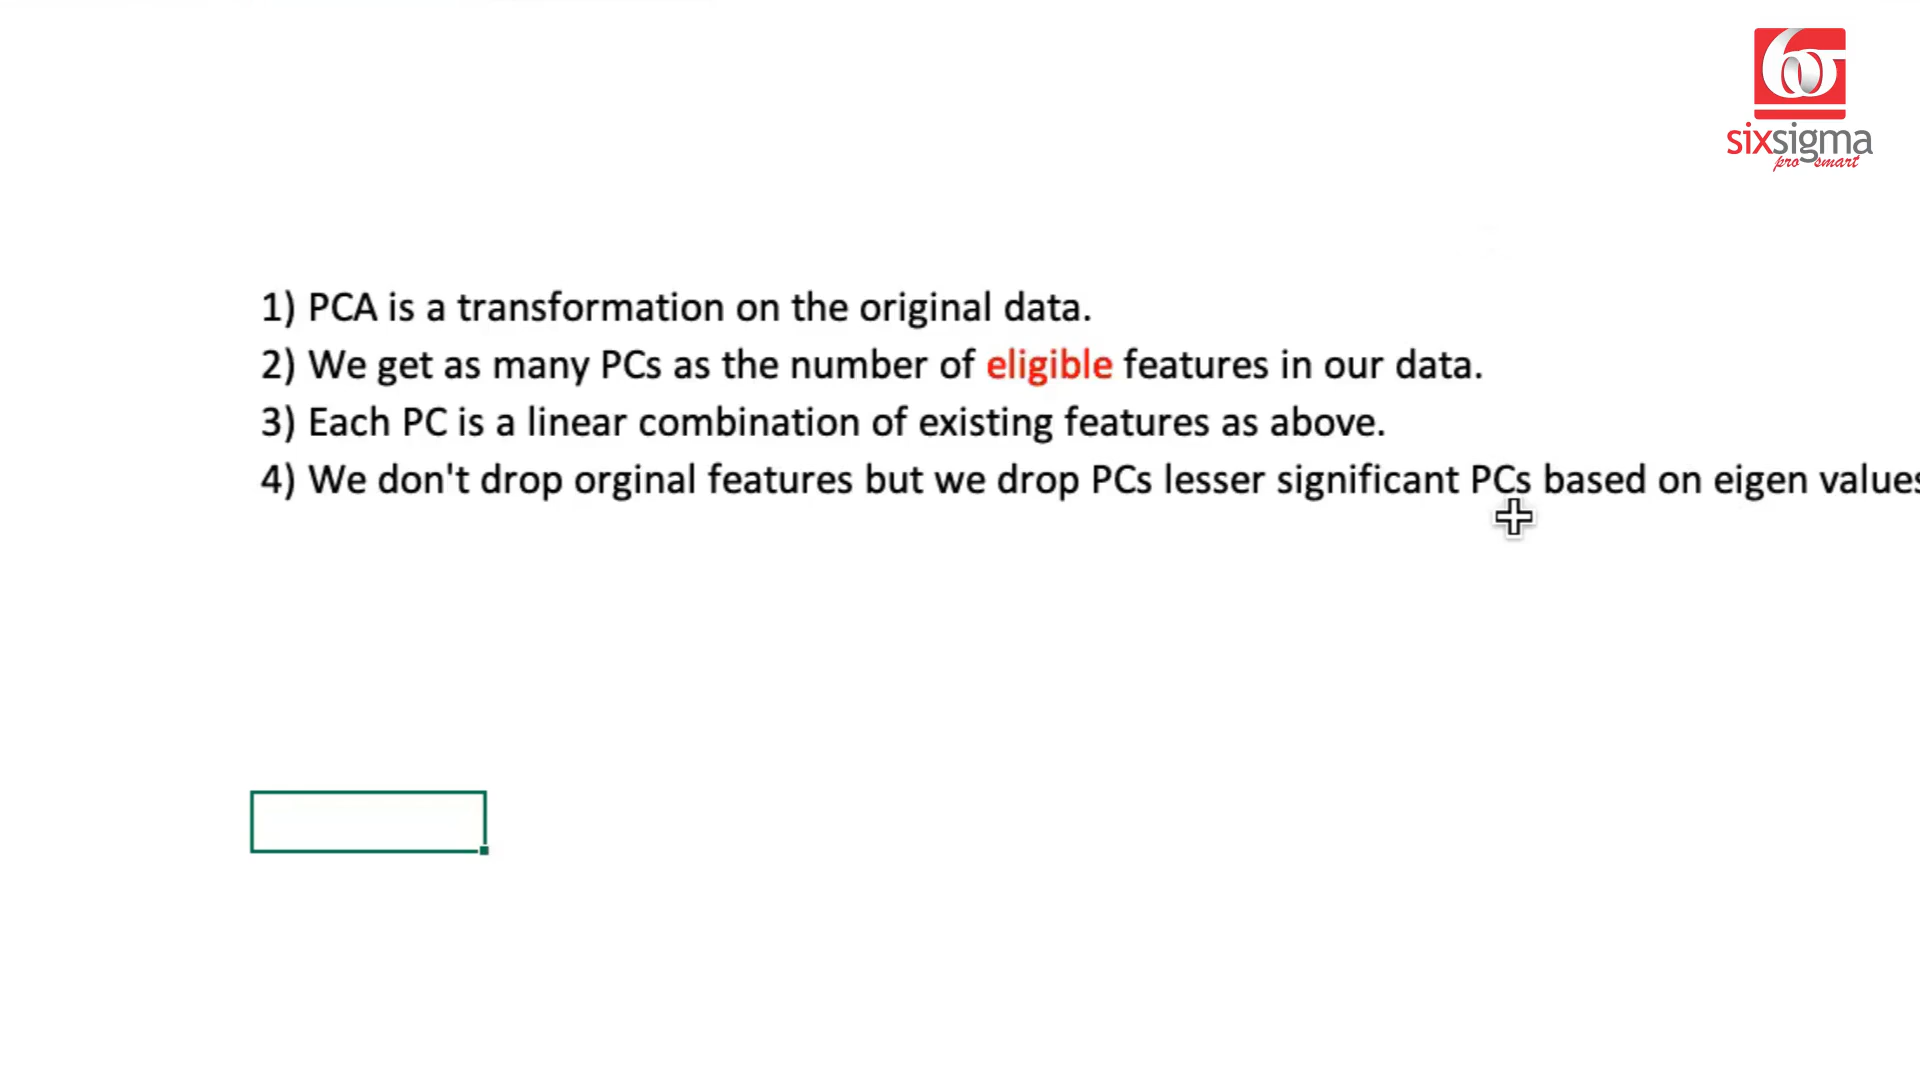 sixsigma
pro smart
1) PCA is a transformation on the original data.
2) We get as many PCs as the number of eligible features in our data.
3) Each PC is a linear combination of existing features as above.
4) We don't drop orginal features but we drop PCs lesser significant PCs based on eigen values